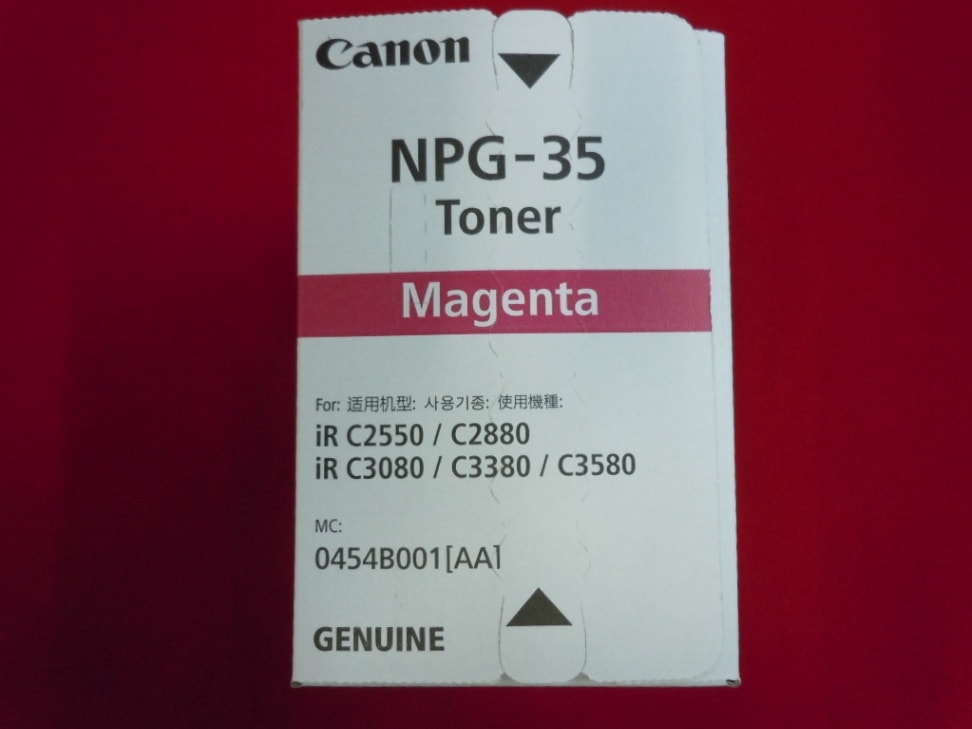 Canon
NPG-35
Toner
Magenta
For: 适用机型: 사용기종: 使用機種:
iR C2550 / C2880
iR C3080 / C3380 / C3580
MC:
0454B001[AA]
GENUINE